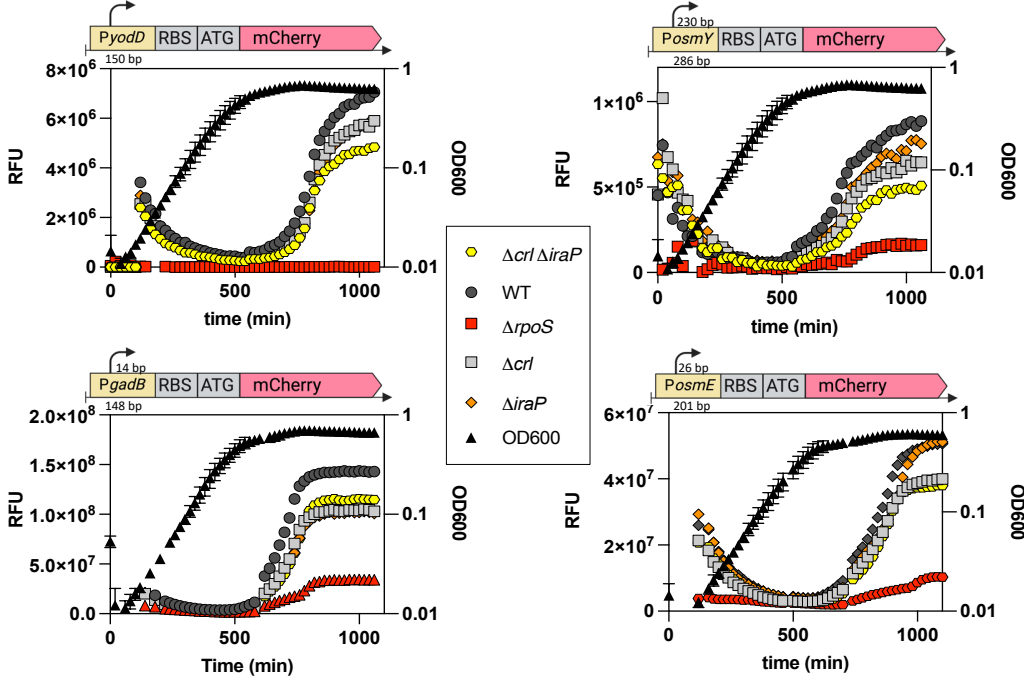 PyodD RBS ATG mCherry
150 bp
8×10⁶
6×10⁶
4×10⁶
2×10⁶
0
RFU
1
0.1
0.01
OD600
0 500 1000
time (min)
230 bp
PosmY RBS ATG mCherry
286 bp
1×10⁶
5×10⁵
0
RFU
1
0.1
0.01
OD600
0 500 1000
time (min)
Δcrl ΔiraP
WT
ΔrpoS
Δcrl
ΔiraP
OD600
14 bp
PgadB RBS ATG mCherry
148 bp
2.0×10⁸
1.5×10⁸
1.0×10⁸
5.0×10⁷
0.0
RFU
1
0.1
0.01
OD600
0 500 1000
Time (min)
26 bp
PosmE RBS ATG mCherry
201 bp
6×10⁷
4×10⁷
2×10⁷
0
RFU
1
0.1
0.01
OD600
0 500 1000
time (min)